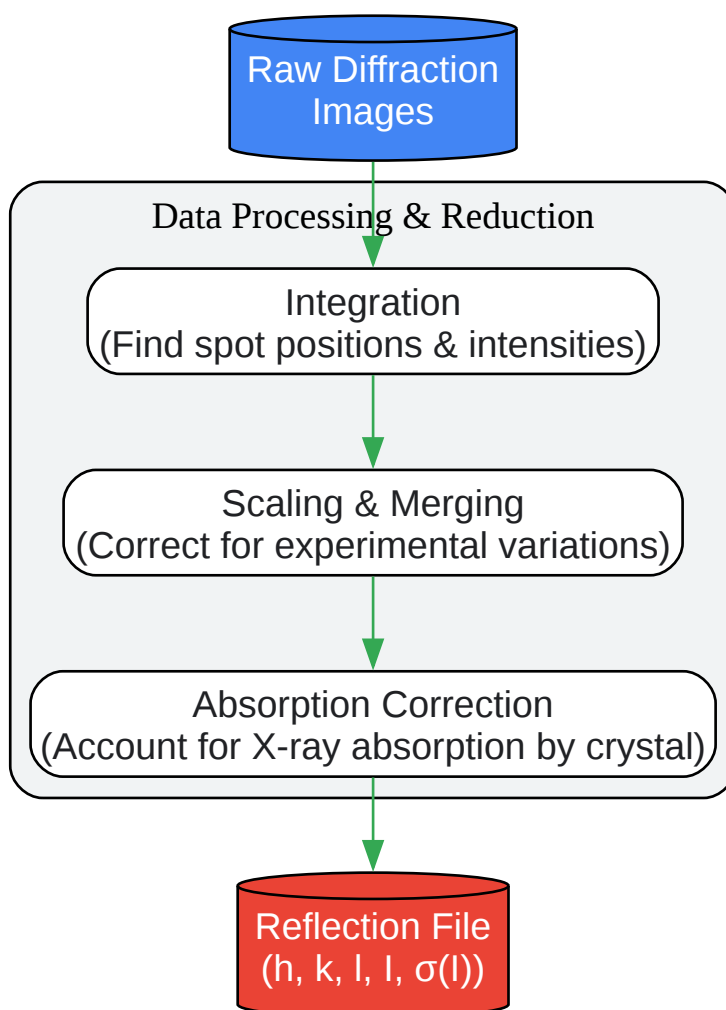 Raw Diffraction
Images
Data Processing & Reduction
Integration
(Find spot positions & intensities)
Scaling & Merging
(Correct for experimental variations)
Absorption Correction
(Account for X-ray absorption by crystal)
Reflection File
(h, k, l, I, σ(I))